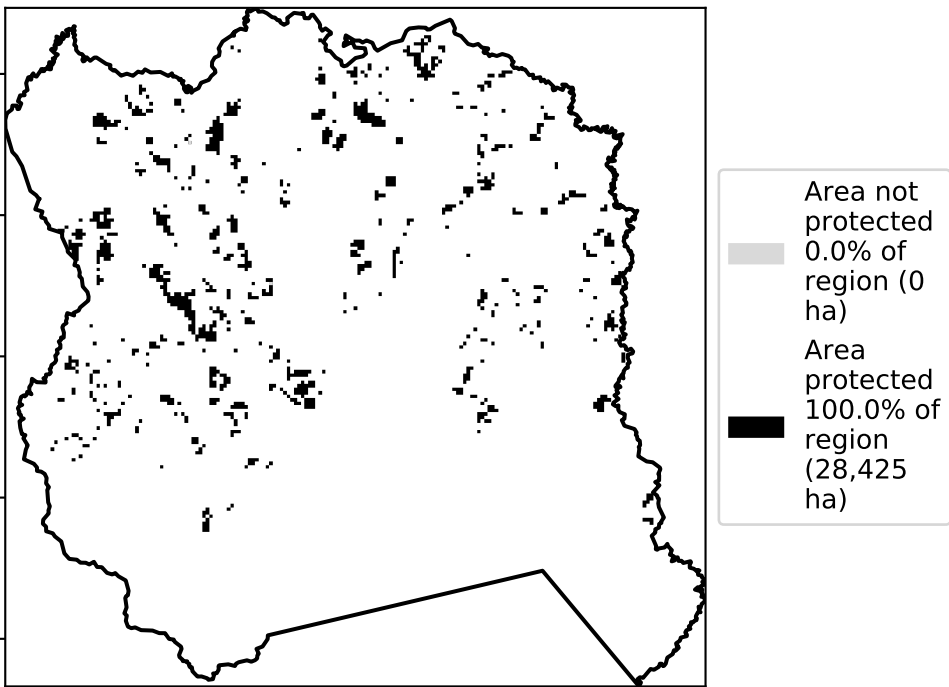 Area not
protected
0.0% of
region (0
ha)
Area
protected
100.0% of
region
(28,425
ha)